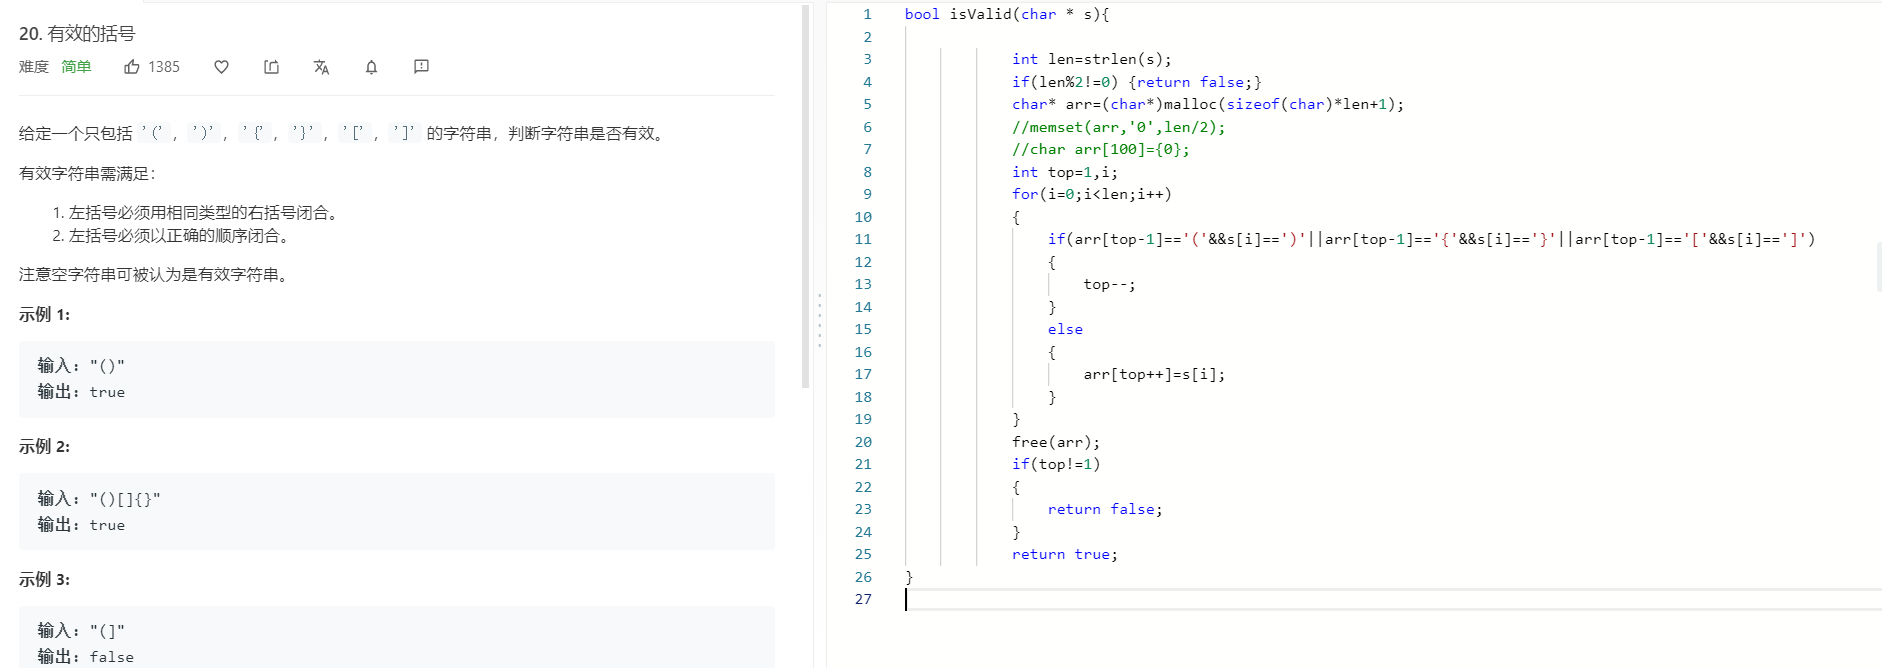 20. 有效的括号
难度 简单 1385
给定一个只包括 '('，')'，'{'，'}'，'['，']' 的字符串，判断字符串是否有效。
有效字符串需满足：
1. 左括号必须用相同类型的右括号闭合。
2. 左括号必须以正确的顺序闭合。
注意空字符串可被认为是有效字符串。
示例 1:
输入: "()"
输出: true
示例 2:
输入: "()[]{}"
输出: true
示例 3:
输入: "(]"
输出: false
1 bool isValid(char * s){
2
3 int len=strlen(s);
4 if(len%2!=0) {return false;}
5 char* arr=(char*)malloc(sizeof(char)*len+1);
6 //memset(arr,'0',len/2);
7 //char arr[100]={0};
8 int top=1,i;
9 for(i=0;i<len;i++)
10 {
11 if(arr[top-1]=='('&&s[i]==')'||arr[top-1]=='{'&&s[i]=='}'||arr[top-1]=='['&&s[i]==']')
12 {
13 top--;
14 }
15 else
16 {
17 arr[top++]=s[i];
18 }
19 }
20 free(arr);
21 if(top!=1)
22 {
23 return false;
24 }
25 return true;
26 }
27